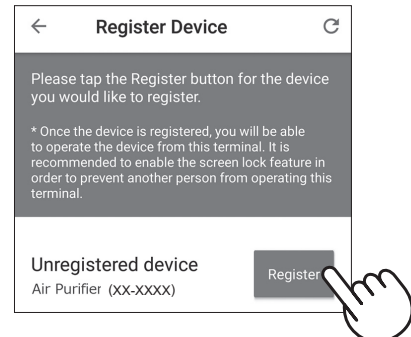 Register Device
Please tap the Register button for the device
you would like to register.
* Once the device is registered, you will be able
to operate the device from this terminal. It is
recommended to enable the screen lock feature in
order to prevent another person from operating this
terminal.
Unregistered device
Register
Air Purifier (XX-XXXX)